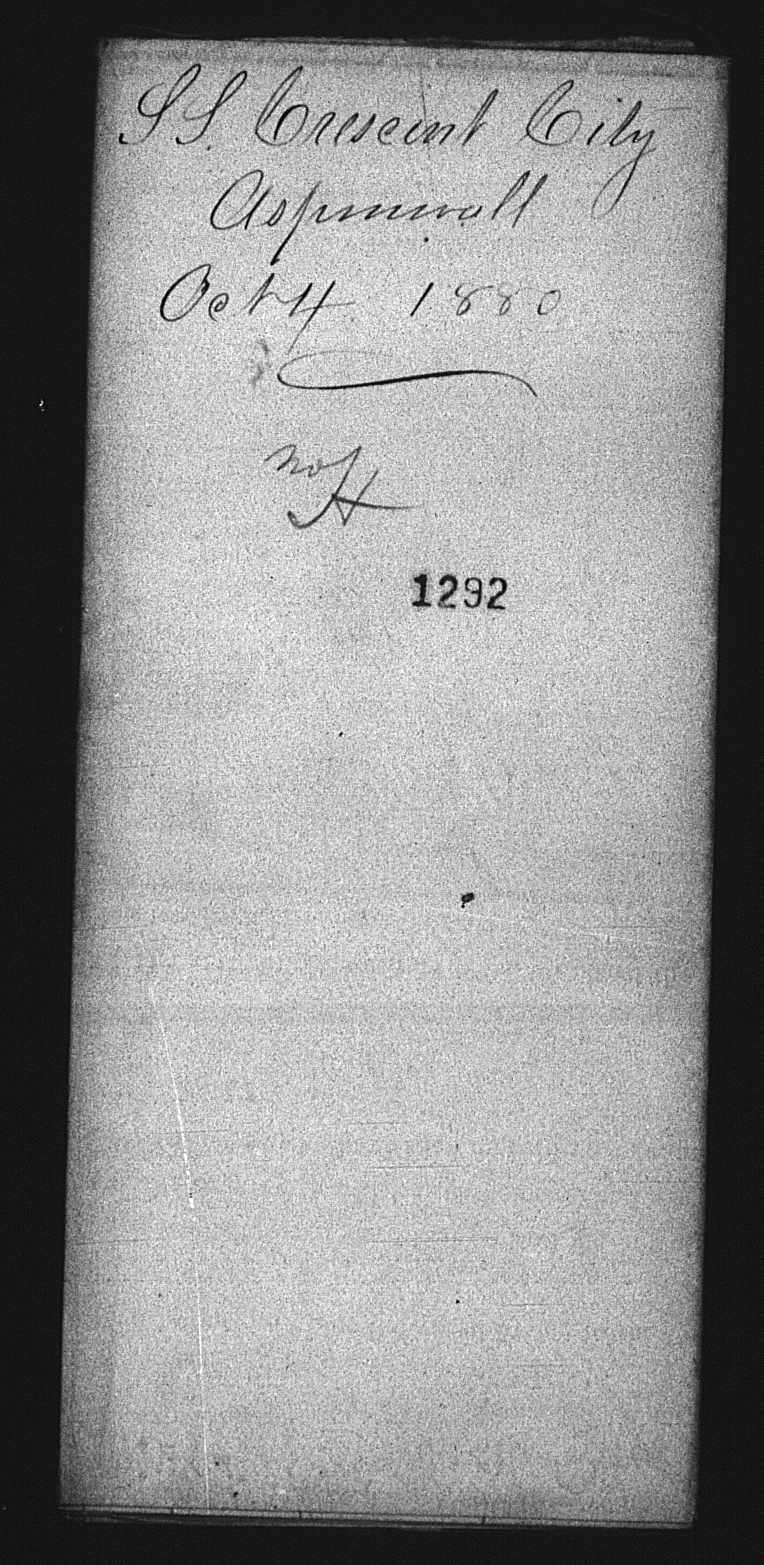 S.S. Crescent City
Aspinwall
Oct 4 1880
1292